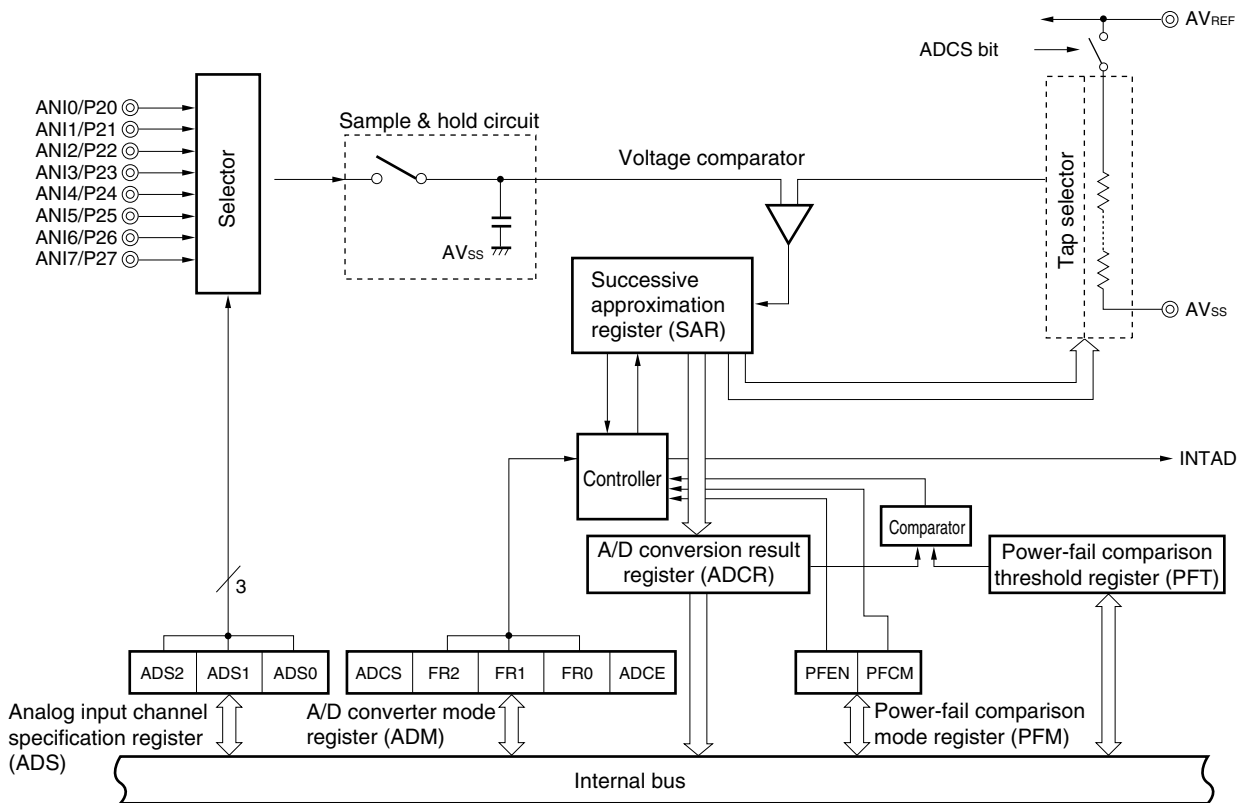 AVREF
ADCS bit
ANI0/P20
ANI1/P21
ANI2/P22
ANI3/P23
ANI4/P24
ANI5/P25
ANI6/P26
ANI7/P27
Selector
Sample & hold circuit
AVSS
Voltage comparator
Tap selector
AVSS
Successive
approximation
register (SAR)
Controller
INTAD
Comparator
A/D conversion result
register (ADCR)
Power-fail comparison
threshold register (PFT)
3
ADS2 ADS1 ADS0
ADCS FR2 FR1 FR0 ADCE
PFEN PFCM
Analog input channel
specification register
(ADS)
A/D converter mode
register (ADM)
Power-fail comparison
mode register (PFM)
Internal bus